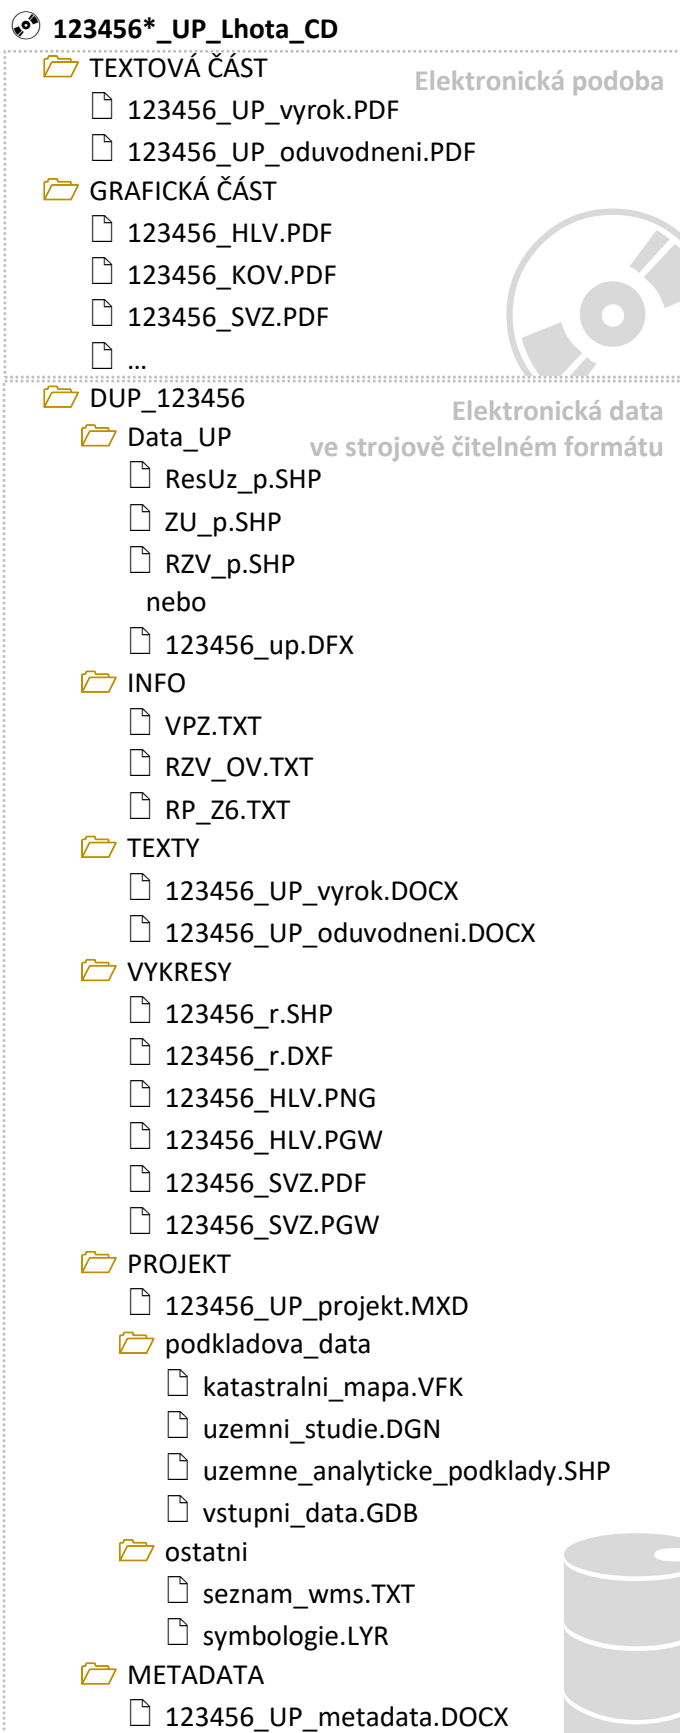 123456*_UP_Lhota_CD
TEXTOVÁ ČÁST
Elektronická podoba
123456_UP_vyrok.PDF
123456_UP_oduvodneni.PDF
GRAFICKÁ ČÁST
123456_HLV.PDF
123456_KOV.PDF
123456_SVZ.PDF
...
DUP_123456
Elektronická data
ve strojově čitelném formátu
Data_UP
ResUz_p.SHP
ZU_p.SHP
RZV_p.SHP
nebo
123456_up.DFX
INFO
VPZ.TXT
RZV_OV.TXT
RP_Z6.TXT
TEXTY
123456_UP_vyrok.DOCX
123456_UP_oduvodneni.DOCX
VYKRESY
123456_r.SHP
123456_r.DXF
123456_HLV.PNG
123456_HLV.PGW
123456_SVZ.PDF
123456_SVZ.PGW
PROJEKT
123456_UP_projekt.MXD
podkladova_data
katastralni_mapa.VFK
uzemni_studie.DGN
uzemne_analyticke_podklady.SHP
vstupni_data.GDB
ostatni
seznam_wms.TXT
symbologie.LYR
METADATA
123456_UP_metadata.DOCX